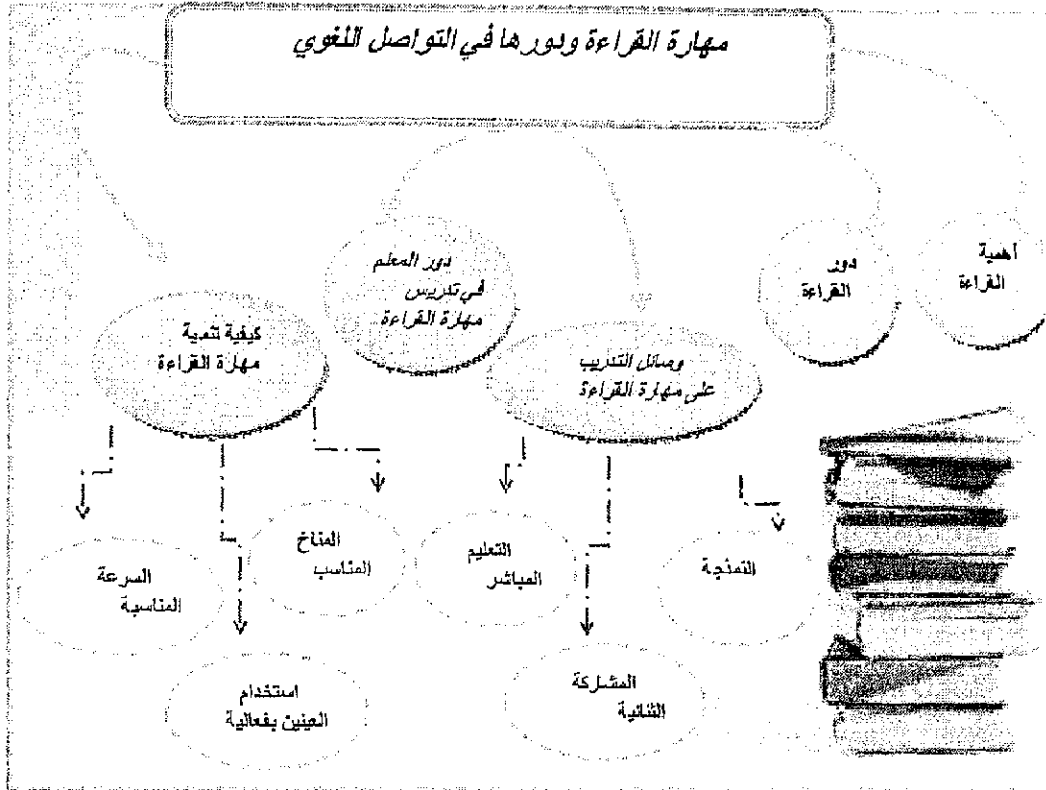 مهارة القراءة ودورها في التواصل اللغوي
أهمية
القراءة
دور
القراءة
دور المعلم
في تدريس
مهارة القراءة
وسائل التدريب
على مهارة القراءة
كيفية تنمية
مهارة القراءة
النمذجة
التعليم
المباشر
المناخ
المناسب
السرعة
المناسبة
المشاركة
الثنائية
استخدام
العينين بفعالية